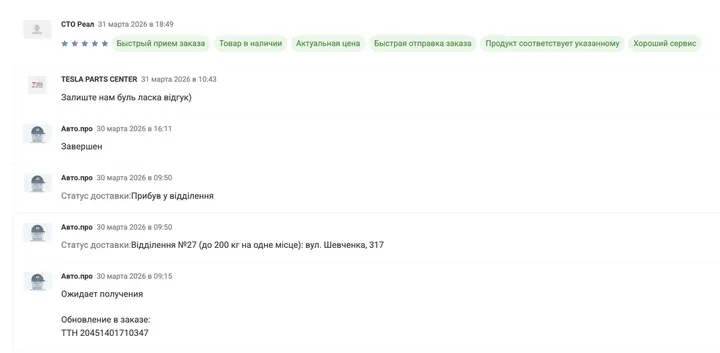 СТО Реал 31 марта 2026 в 18:49
Быстрый прием заказа Товар в наличии Актуальная цена Быстрая отправка заказа Продукт соответствует указанному Хороший сервис
TESLA PARTS CENTER 31 марта 2026 в 10:43
Залиште нам буль ласка відгук)
Авто.про 30 марта 2026 в 16:11
Завершен
Авто.про 30 марта 2026 в 09:50
Статус доставки:Прибув у відділення
Авто.про 30 марта 2026 в 09:50
Статус доставки:Відділення №27 (до 200 кг на одне місце): вул. Шевченка, 317
Авто.про 30 марта 2026 в 09:15
Ожидает получения
Обновление в заказе:
ТТН 20451401710347